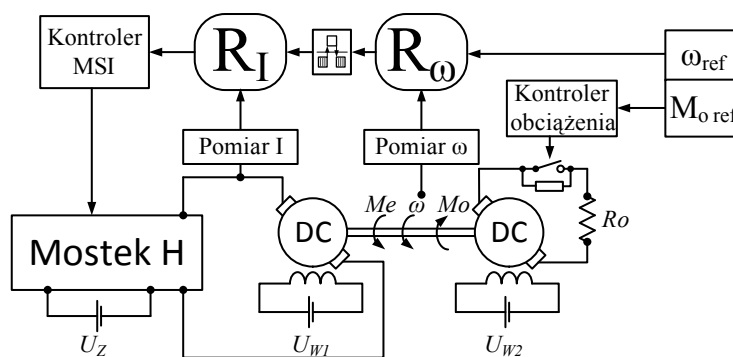 Kontroler
MSI
R_I
R_ω
ω_ref
M_o ref
Kontroler
obciążenia
Pomiar I
Pomiar ω
Me ω Mo
Ro
DC
DC
Mostek H
U_Z
U_W1
U_W2